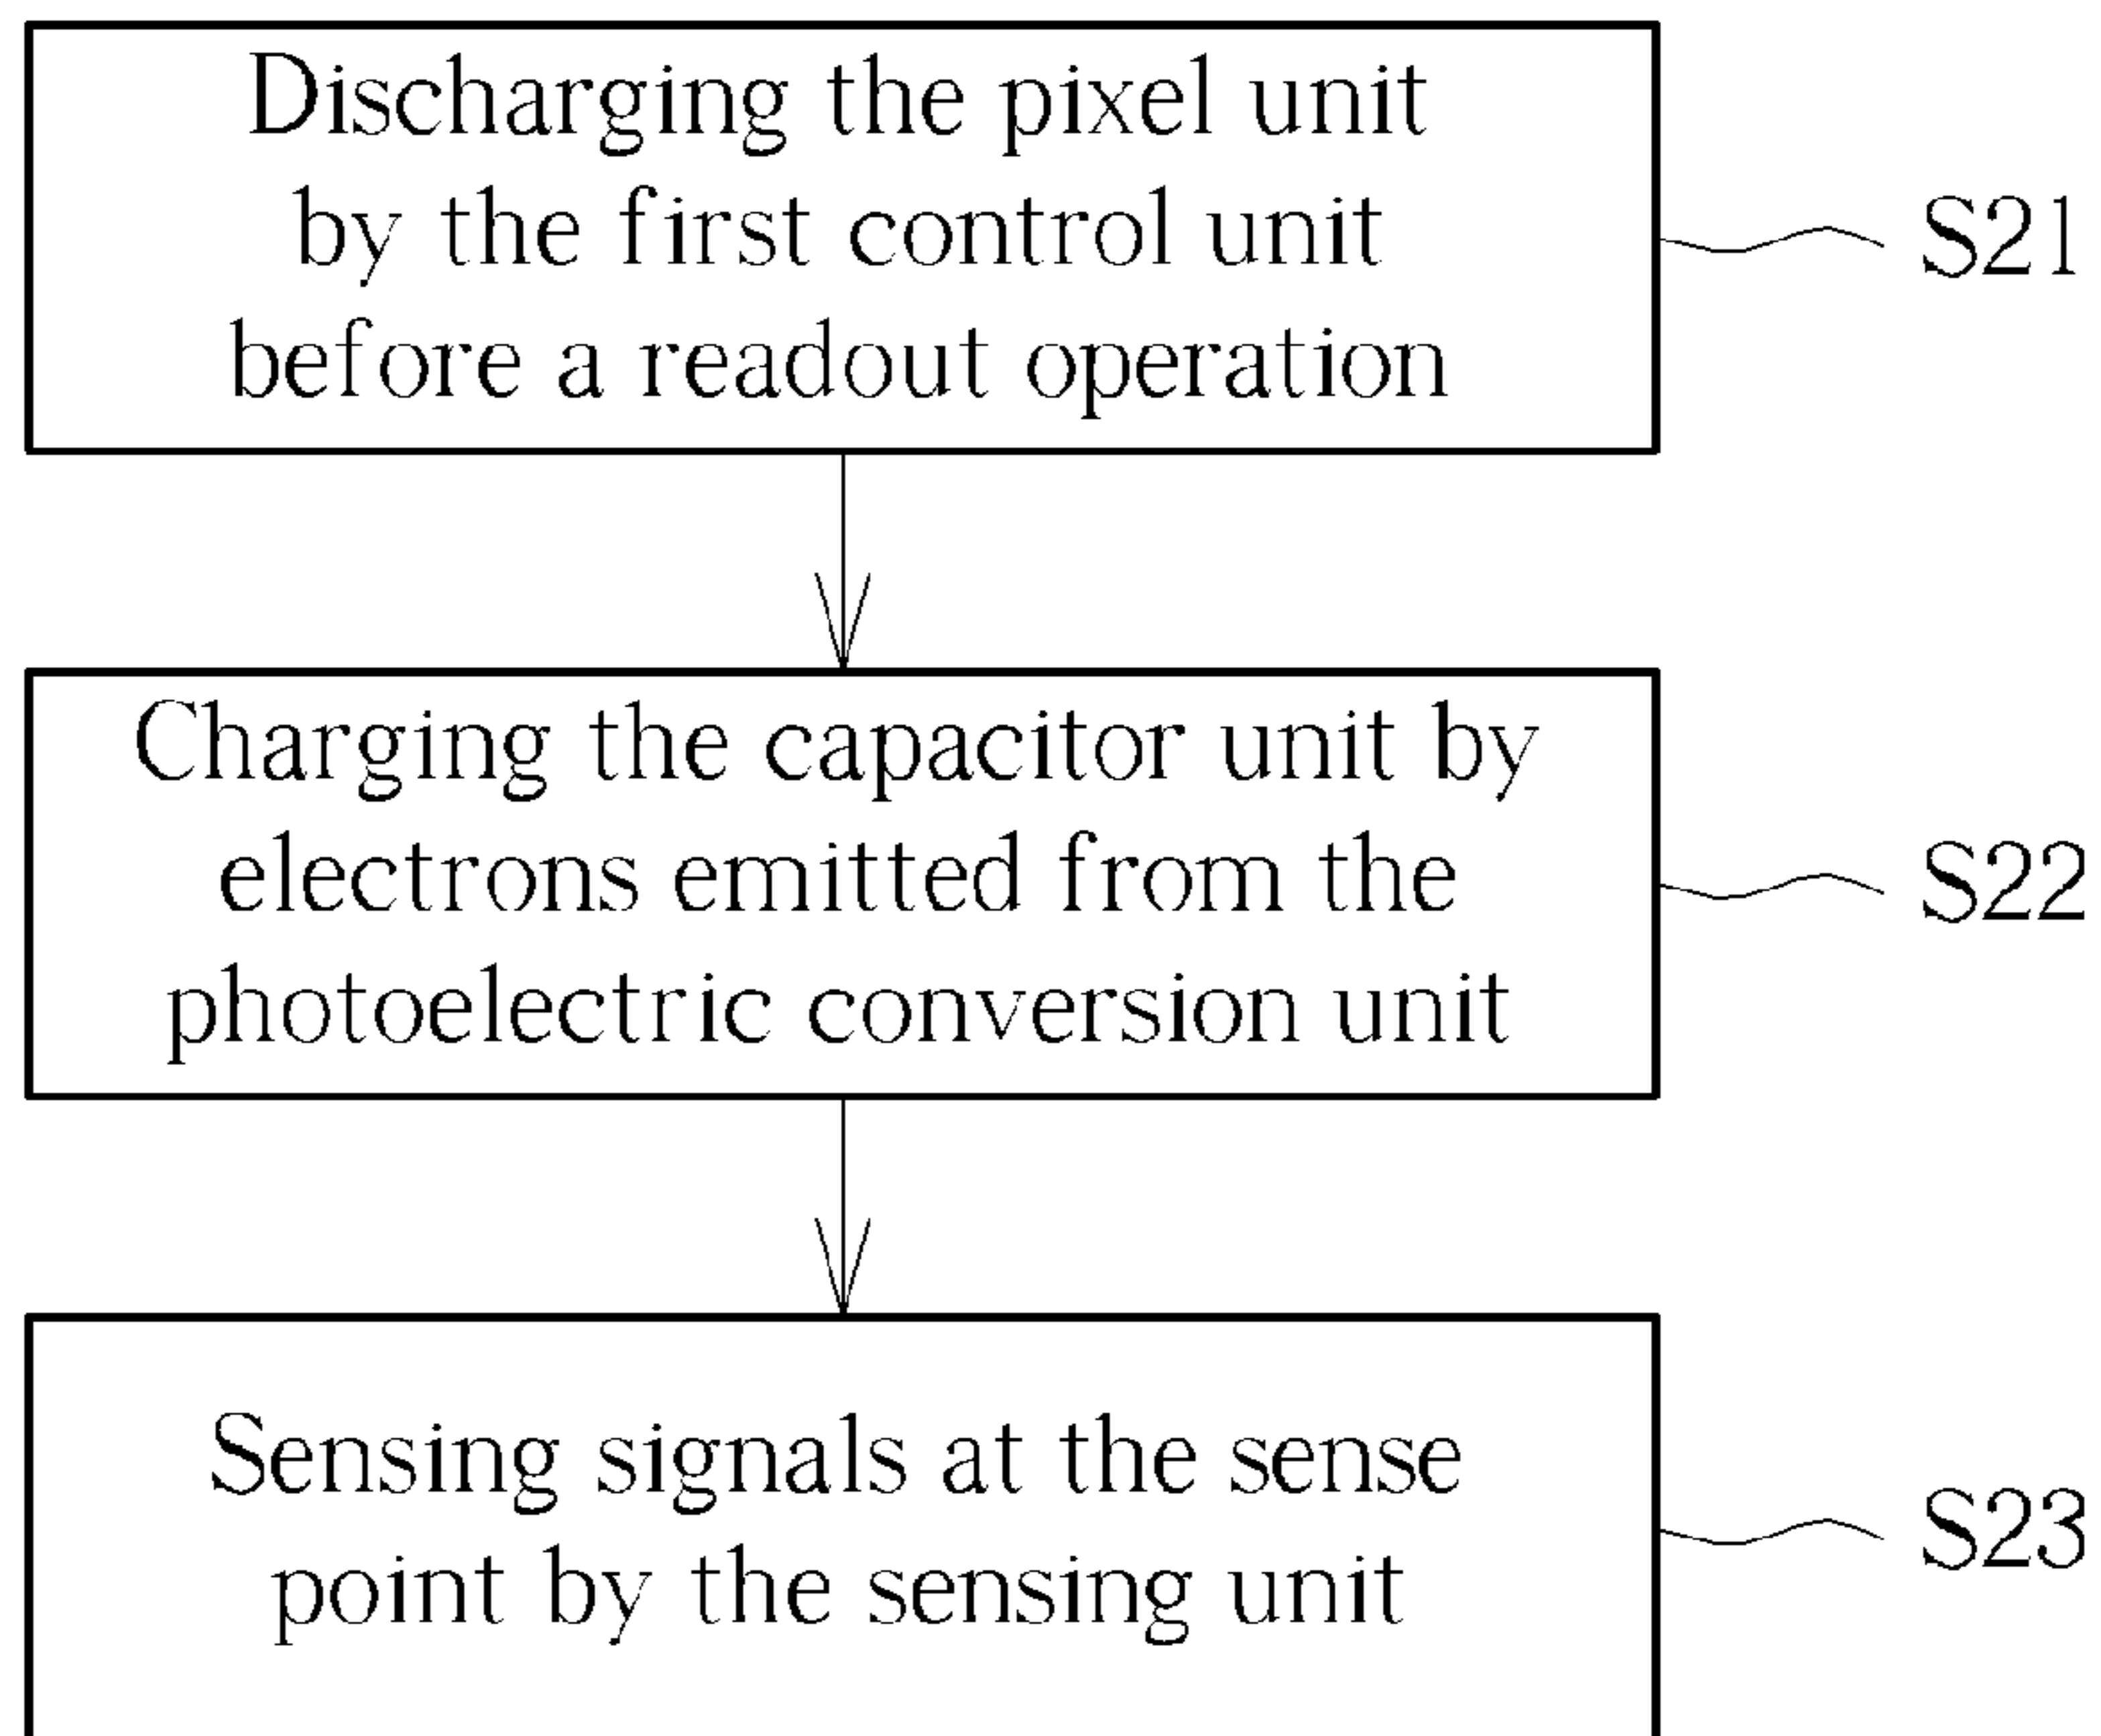 Discharging the pixel unit
by the first control unit
before a readout operation
S21
Charging the capacitor unit by
electrons emitted from the
photoelectric conversion unit
S22
Sensing signals at the sense
point by the sensing unit
S23